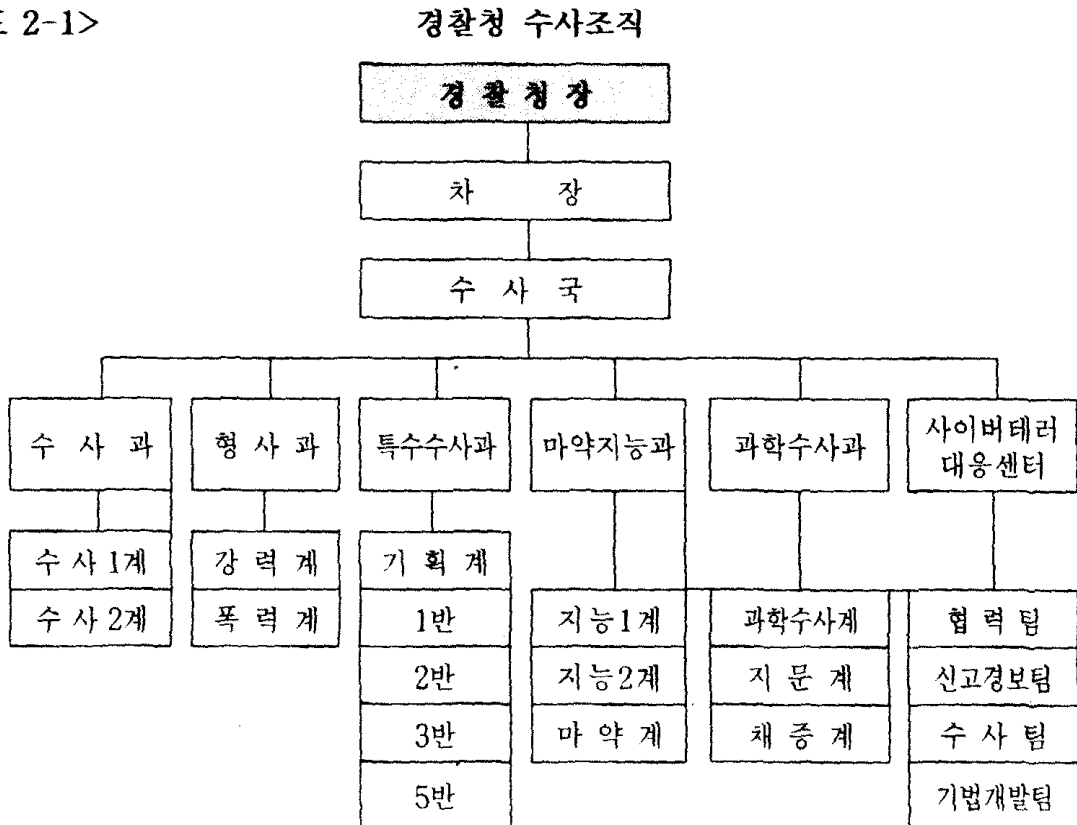 표 2-1>
경찰청 수사조직
경 찰 청 장
차 장
수 사 국
수 사 과
형 사 과
특수수사과
마약지능과
과학수사과
사이버테러
대응센터
수 사 1계
수 사 2계
강 력 계
폭 력 계
기 획 계
1반
2반
3반
5반
지능1계
지능2계
마 약 계
과학수사계
지 문 계
채 증 계
협 력 팀
신고경보팀
수 사 팀
기법개발팀